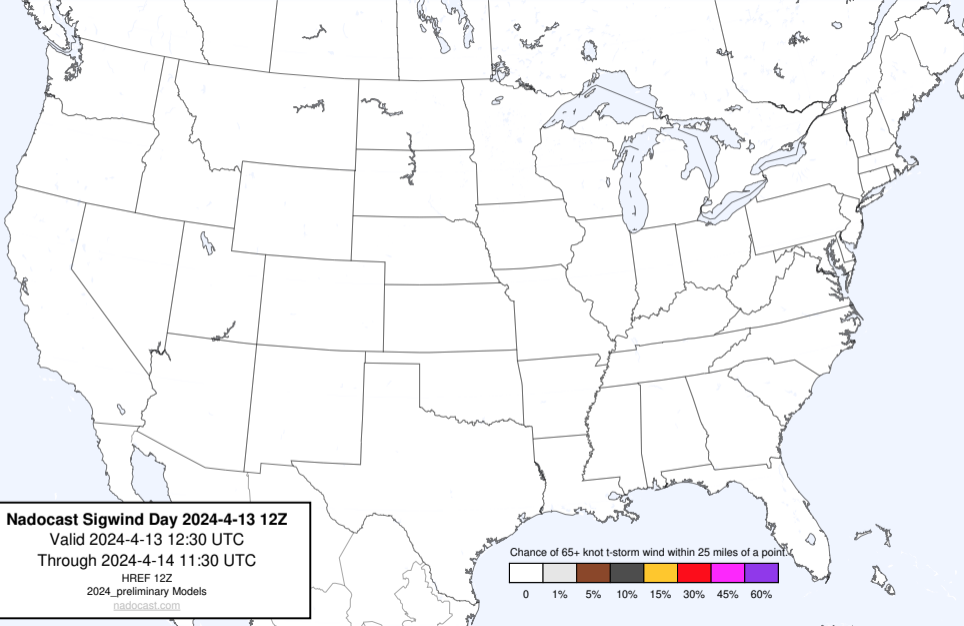 Nadocast Sigwind Day 2024-4-13 12Z
Valid 2024-4-13 12:30 UTC
Through 2024-4-14 11:30 UTC
HREF 12Z
2024_preliminary Models
nadocast.com
Chance of 65+ knot t-storm wind within 25 miles of a point.
0 1% 5% 10% 15% 30% 45% 60%